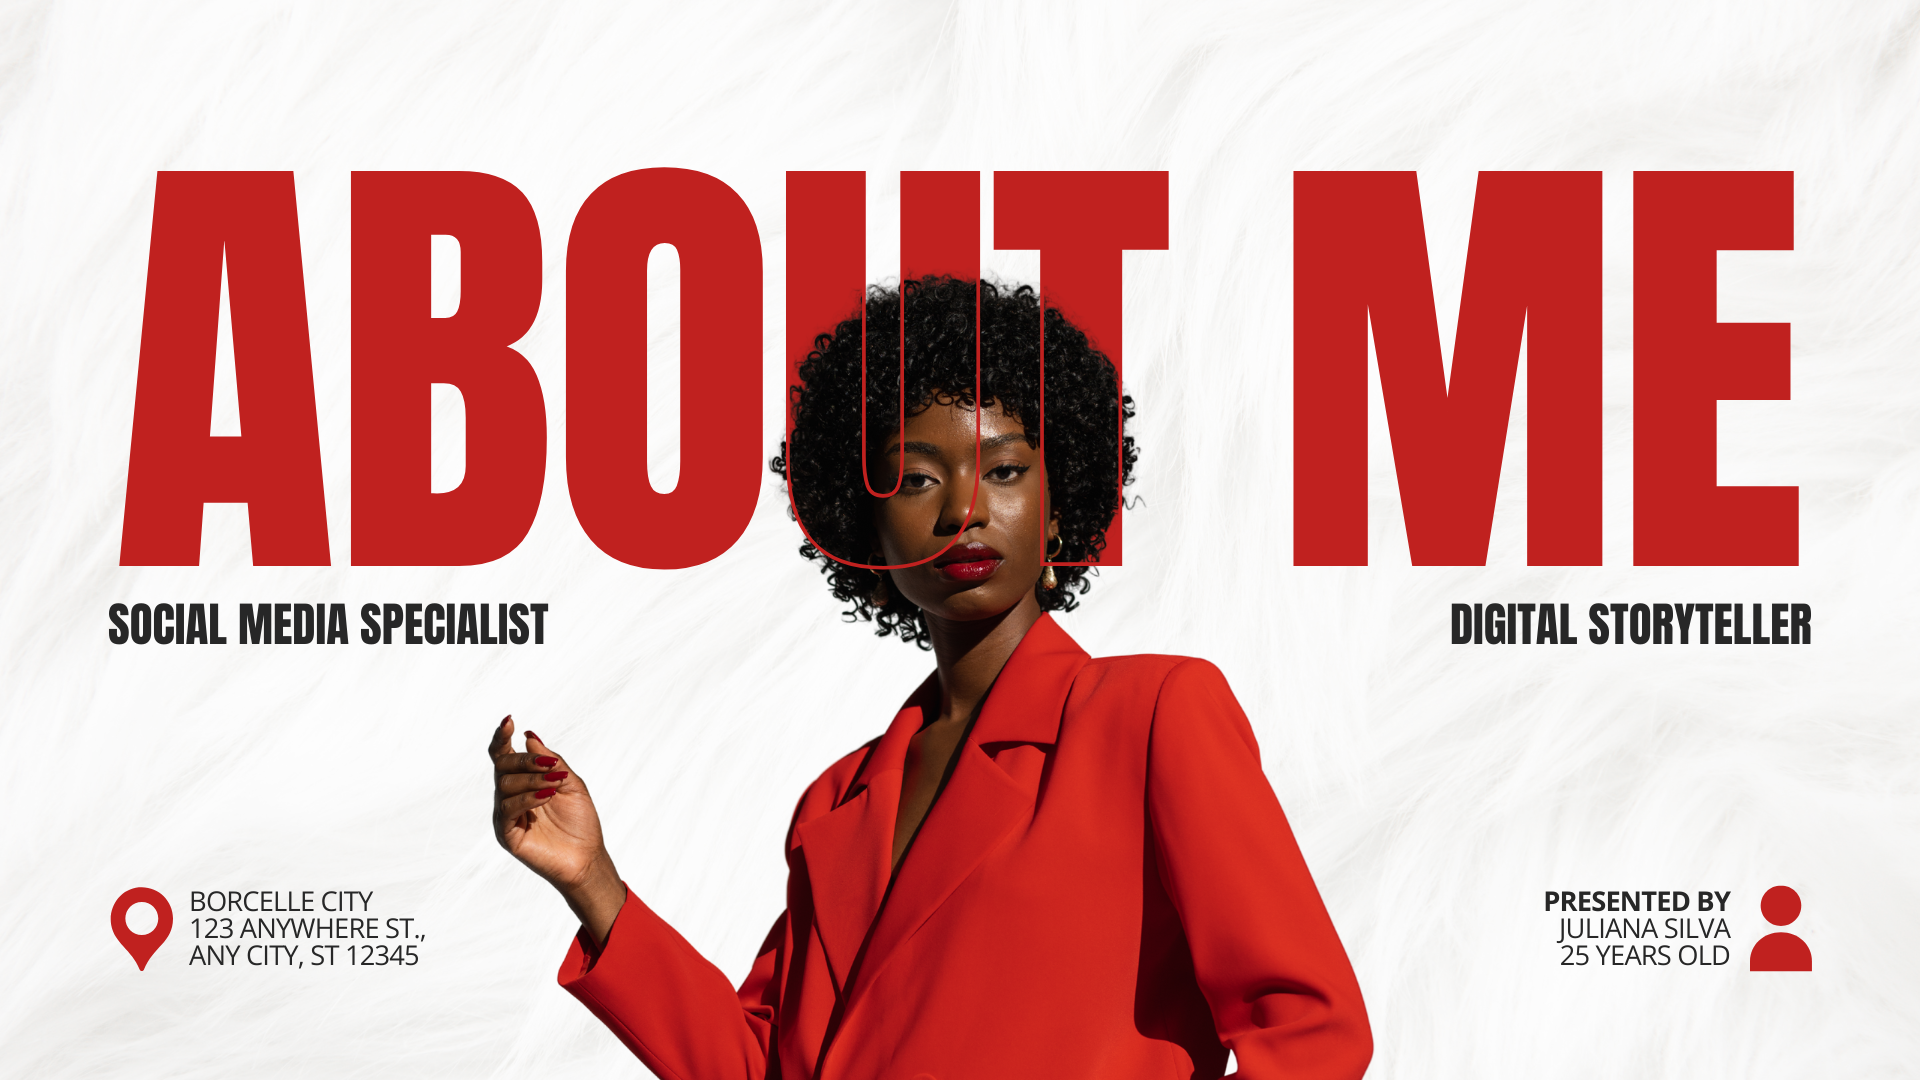 ABOUT ME
SOCIAL MEDIA SPECIALIST
DIGITAL STORYTELLER
BORCELLE CITY
123 ANYWHERE ST.,
ANY CITY, ST 12345
PRESENTED BY
JULIANA SILVA
25 YEARS OLD